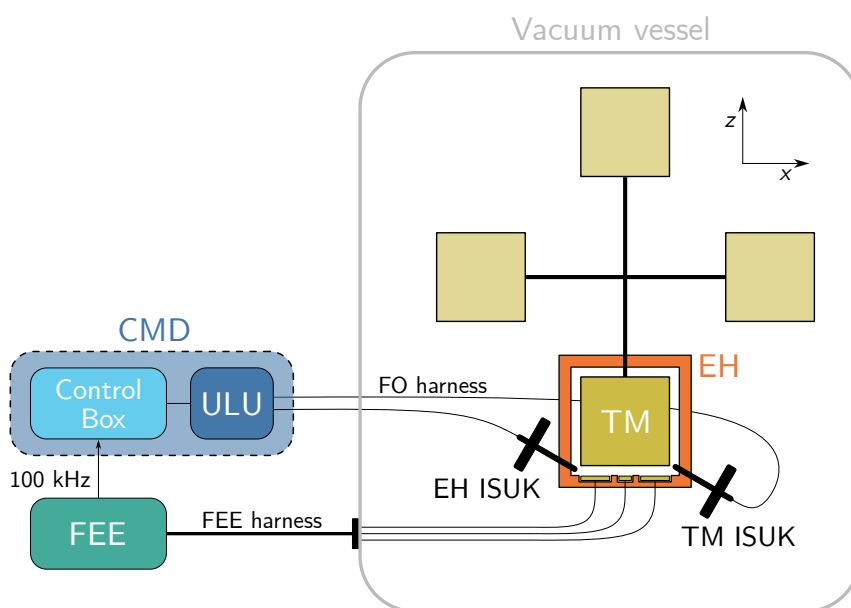 Vacuum vessel
z
x
CMD
EH
Control
Box
ULU
FO harness
TM
EH ISUK
100 kHz
FEE harness
TM ISUK
FEE